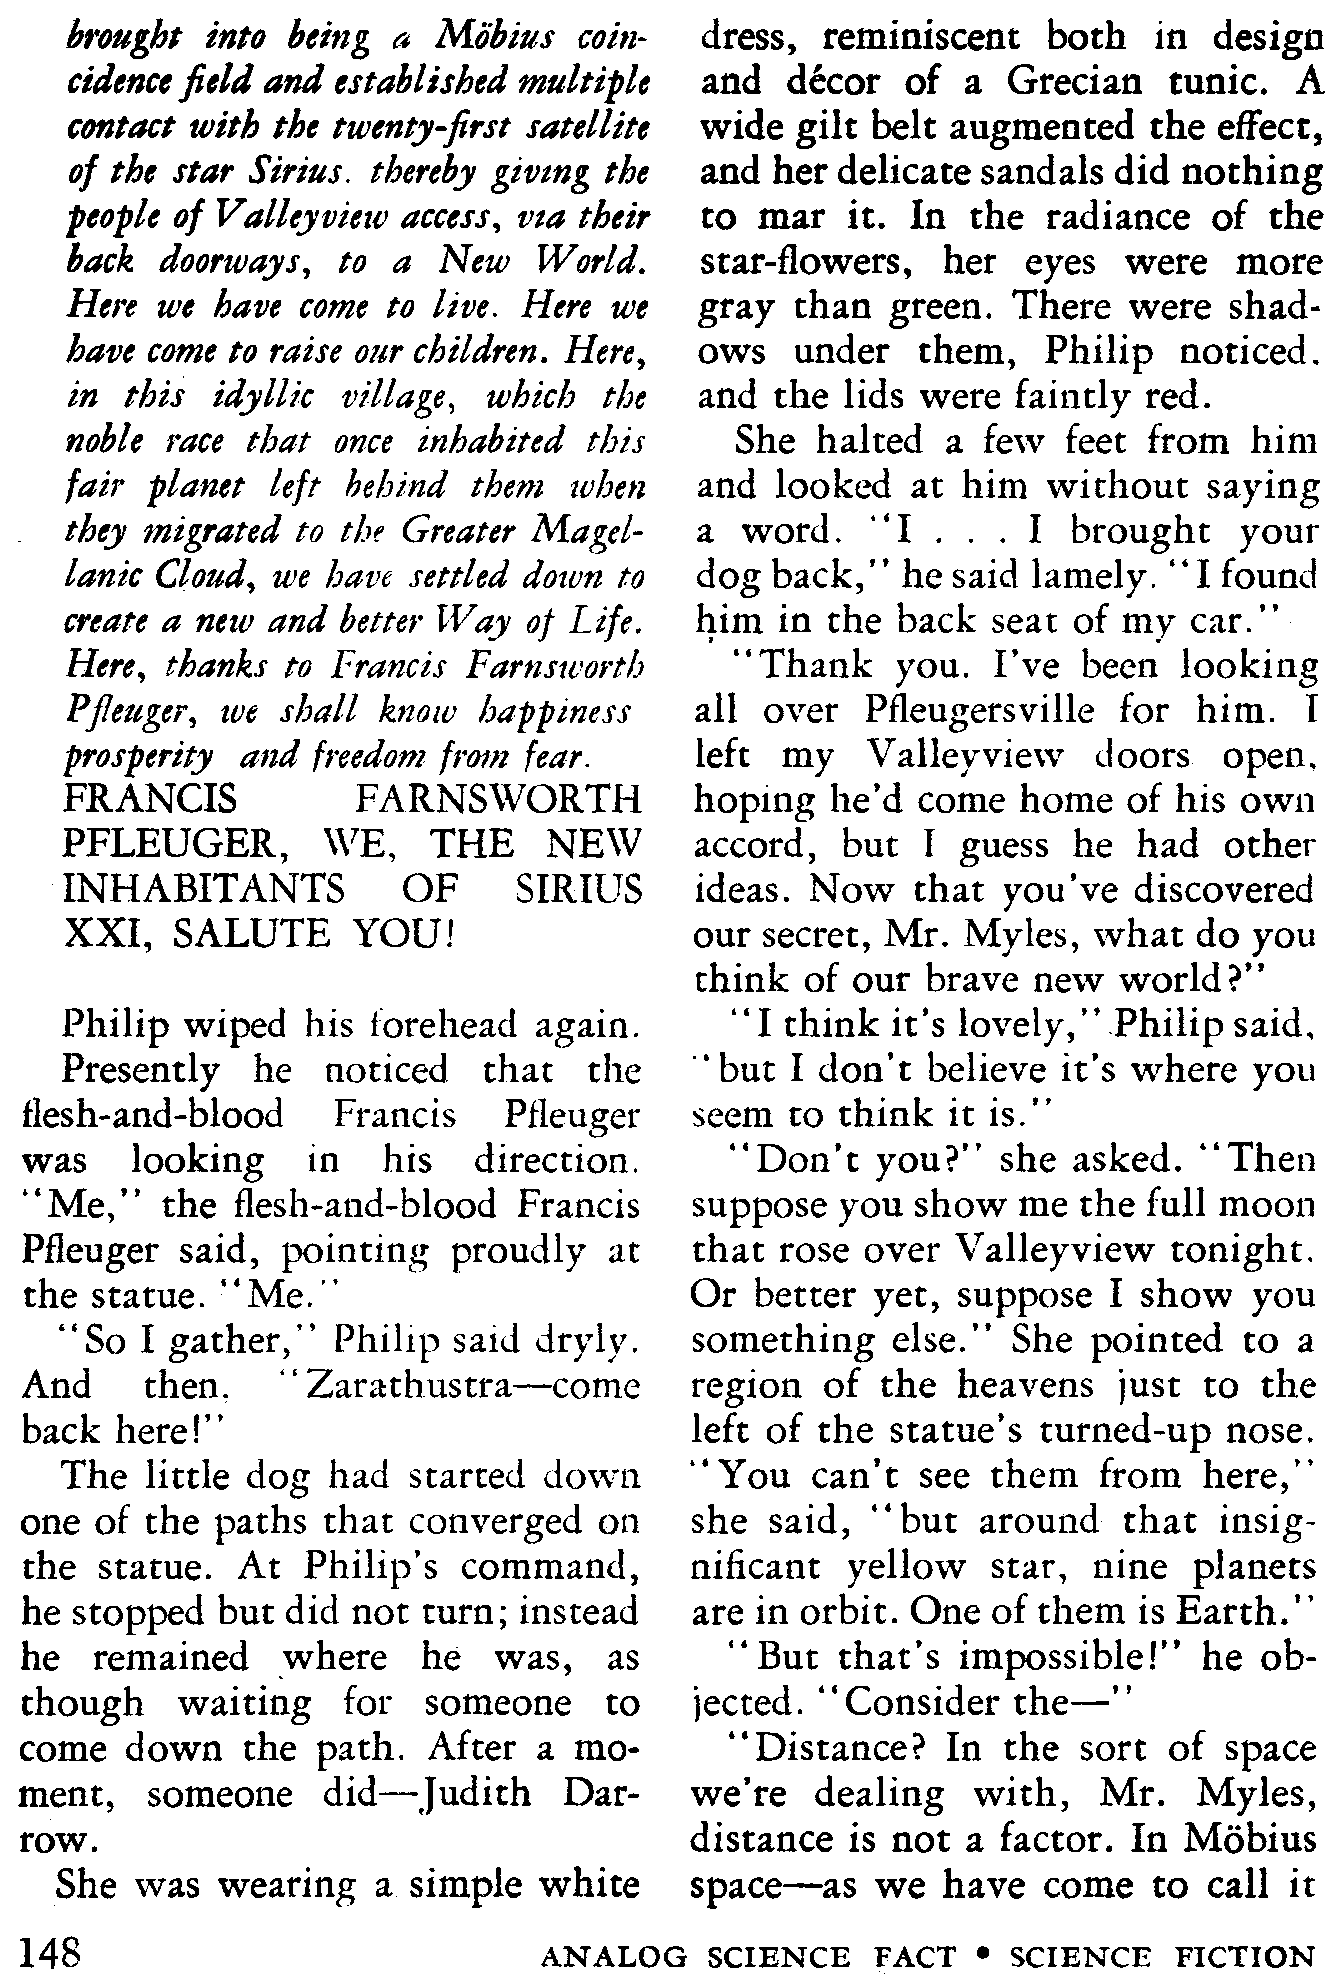 brought into being a Möbius coin-
cidence field and established multiple
contact with the twenty-first satellite
of the star Sirius. thereby giving the
people of Valleyview access, via their
back doorways, to a New World.
Here we have come to live. Here we
have come to raise our children. Here,
in this idyllic village, which the
noble race that once inhabited this
fair planet left behind them when
they migrated to the Greater Magel-
lanic Cloud, we have settled down to
create a new and better Way of Life.
Here, thanks to Francis Farnsworth
Pfleuger, we shall know happiness
prosperity and freedom from fear.
FRANCIS FARNSWORTH
PFLEUGER, WE, THE NEW
INHABITANTS OF SIRIUS
XXI, SALUTE YOU!
Philip wiped his forehead again.
Presently he noticed that the
flesh-and-blood Francis Pfleuger
was looking in his direction.
"Me," the flesh-and-blood Francis
Pfleuger said, pointing proudly at
the statue. "Me."
"So I gather," Philip said dryly.
And then, "Zarathustra—come
back here!"
The little dog had started down
one of the paths that converged on
the statue. At Philip's command,
he stopped but did not turn; instead
he remained where he was, as
though waiting for someone to
come down the path. After a mo-
ment, someone did—Judith Dar-
row.
She was wearing a simple white
dress, reminiscent both in design
and décor of a Grecian tunic. A
wide gilt belt augmented the effect,
and her delicate sandals did nothing
to mar it. In the radiance of the
star-flowers, her eyes were more
gray than green. There were shad-
ows under them, Philip noticed.
and the lids were faintly red.
She halted a few feet from him
and looked at him without saying
a word. "I . . . I brought your
dog back," he said lamely. "I found
him in the back seat of my car."
"Thank you. I've been looking
all over Pfleugersville for him. I
left my Valleyview doors open,
hoping he'd come home of his own
accord, but I guess he had other
ideas. Now that you've discovered
our secret, Mr. Myles, what do you
think of our brave new world?"
"I think it's lovely," Philip said,
"but I don't believe it's where you
seem to think it is."
"Don't you?" she asked. "Then
suppose you show me the full moon
that rose over Valleyview tonight.
Or better yet, suppose I show you
something else." She pointed to a
region of the heavens just to the
left of the statue's turned-up nose.
"You can't see them from here,"
she said, "but around that insig-
nificant yellow star, nine planets
are in orbit. One of them is Earth."
"But that's impossible!" he ob-
jected. "Consider the—"
"Distance? In the sort of space
we're dealing with, Mr. Myles,
distance is not a factor. In Möbius
space—as we have come to call it
148
ANALOG SCIENCE FACT • SCIENCE FICTION